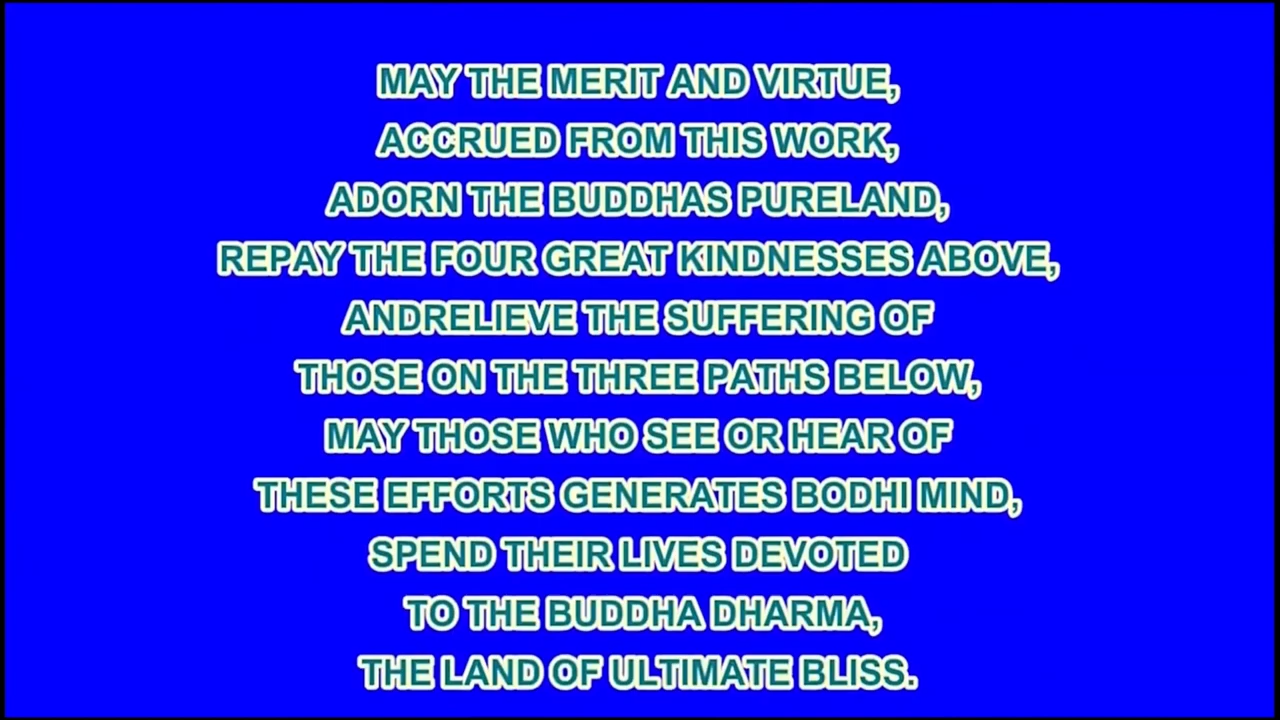 MAY THE MERIT AND VIRTUE,
ACCRUED FROM THIS WORK,
ADORN THE BUDDHAS PURELAND,
REPAY THE FOUR GREAT KINDNESSES ABOVE,
ANDRELIEVE THE SUFFERING OF
THOSE ON THE THREE PATHS BELOW,
MAY THOSE WHO SEE OR HEAR OF
THESE EFFORTS GENERATES BODHI MIND,
SPEND THEIR LIVES DEVOTED
TO THE BUDDHA DHARMA,
THE LAND OF ULTIMATE BLISS.